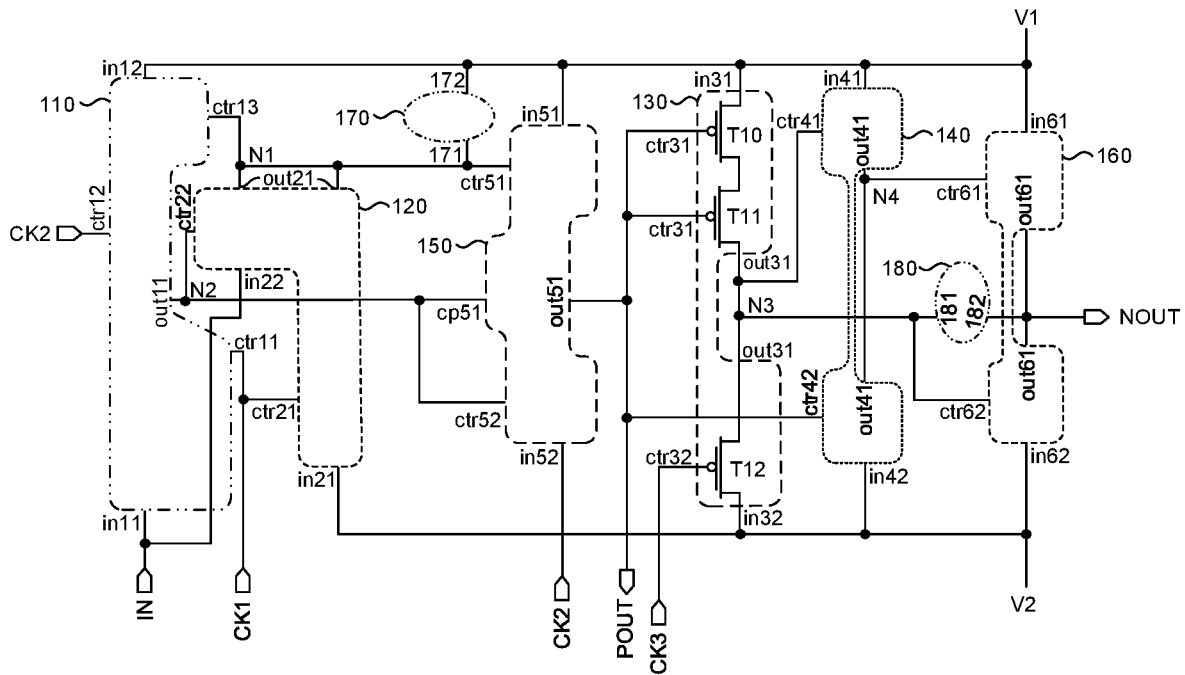 V1
in12
172
in31
in41
110
ctr13
170
130
T10
ctr41
out41
140
in61
in51
171
ctr31
160
N1
out21
ctr51
ctr12
ctr22
120
N4
ctr61
out61
CK2
T11
ctr31
150
in22
out31
180
out11
N2
cp51
out51
N3
181
182
NOUT
ctr11
out31
ctr21
ctr52
ctr42
out41
ctr62
out61
in21
in52
ctr32
T12
in42
in62
in11
in32
IN
CK1
CK2
POUT
CK3
V2